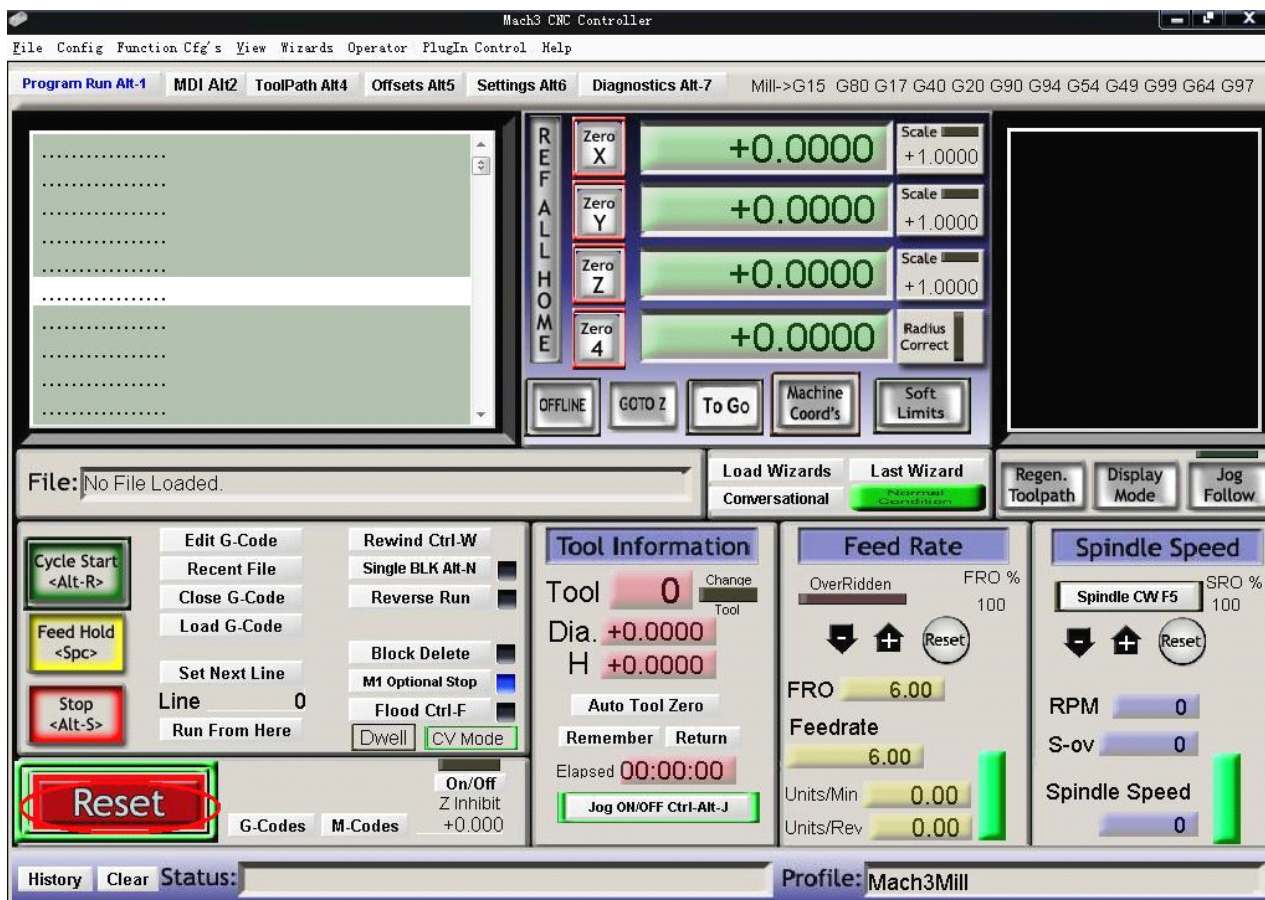 Mach3 CNC Controller
File Config Function Cfg's View Wizards Operator PlugIn Control Help
Program Run Alt-1 MDI Alt2 ToolPath Alt4 Offsets Alt5 Settings Alt6 Diagnostics Alt-7 Mill->G15 G80 G17 G40 G20 G90 G94 G54 G49 G99 G64 G97
REF ALL HOME
Zero X +0.0000 Scale +1.0000
Zero Y +0.0000 Scale +1.0000
Zero Z +0.0000 Scale +1.0000
Zero 4 +0.0000 Radius Correct
OFFLINE GOTO Z To Go Machine Coord's Soft Limits
File: No File Loaded.
Load Wizards Last Wizard
Conversational Normal Condition
Regen. Toolpath Display Mode Jog Follow
Cycle Start <Alt-R>
Feed Hold <Spc>
Stop <Alt-S>
Edit G-Code
Recent File
Close G-Code
Load G-Code
Set Next Line
Line 0
Run From Here
Rewind Ctrl-W
Single BLK Alt-N
Reverse Run
Block Delete
M1 Optional Stop
Flood Ctrl-F
Dwell CV Mode
Reset
G-Codes M-Codes
On/Off
Z Inhibit
+0.000
Tool Information
Tool 0 Change Tool
Dia. +0.0000
H +0.0000
Auto Tool Zero
Remember Return
Elapsed 00:00:00
Jog ON/OFF Ctrl-Alt-J
Feed Rate
OverRidden FRO %
100
Reset
FRO 6.00
Feedrate
6.00
Units/Min 0.00
Units/Rev 0.00
Spindle Speed
Spindle CW F5 SRO %
100
Reset
RPM 0
S-ov 0
Spindle Speed
0
History Clear Status:
Profile: Mach3Mill